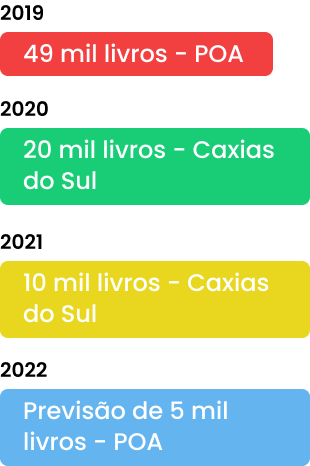 2019
49 mil livros - POA
2020
20 mil livros - Caxias
do Sul
2021
10 mil livros - Caxias
do Sul
2022
Previsão de 5 mil
livros - POA